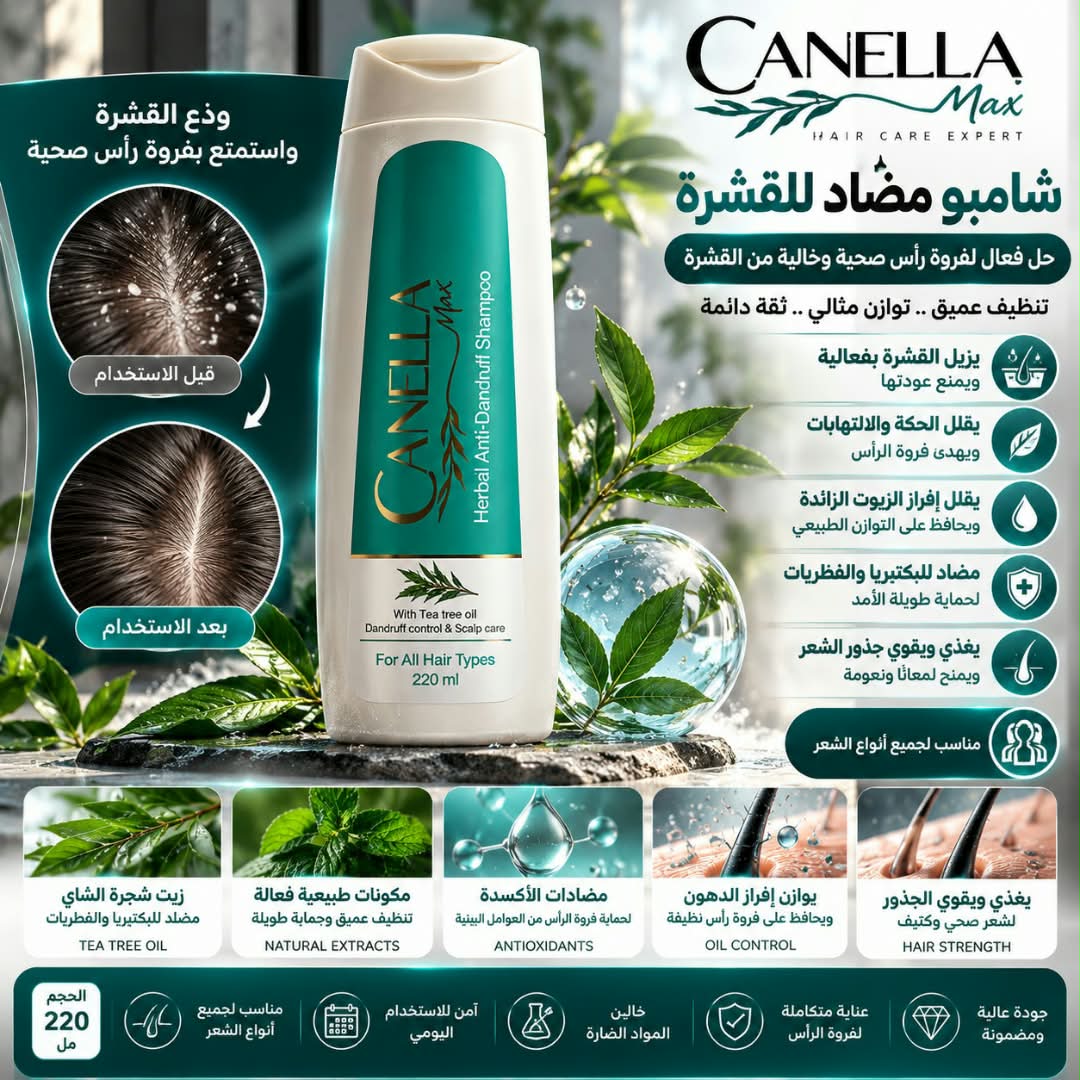 CANELLA
Max
HAIR CARE EXPERT
شامبو مضاد للقشرة
حل فعال لفروة رأس صحية وخالية من القشرة
تنظيف عميق .. توازن مثالي .. ثقة دائمة
وذع القشرة
واستمتع بفروة رأس صحية
قبل الاستخدام
بعد الاستخدام
CANELLA
Max
Herbal Anti-Dandruff Shampoo
With Tea tree oil
Dandruff control & Scalp care
For All Hair Types
220 ml
يزيل القشرة بفعالية
ويمنع عودتها
يقلل الحكة والالتهابات
ويهدئ فروة الرأس
يقلل إفراز الزيوت الزائدة
ويحافظ على التوازن الطبيعي
مضاد للبكتبريا والفظريات
لحماية طويلة الأمد
يغذي ويقوي جذور الشعر
ويمنح لمعانًا ونعومة
مناسب لجميع أنواع الشعر
يغذي ويقوي الجذور
لشعر صحي وكثيف
HAIR STRENGTH
يوازن إفراز الدهون
ويحافظ على فروة رأس نظيفة
OIL CONTROL
مضادات الأكسدة
لحماية فروة الرأس من العوامل البيئية
ANTIOXIDANTS
مكونات طبيعية فعالة
تنظيف عميق وحماية طويلة
NATURAL EXTRACTS
زيت شجرة الشاي
مضلد للبكتيريا والفطريات
TEA TREE OIL
جودة عالية
ومضمونة
عناية متكاملة
لفروة الرأس
خالين
المواد الضارة
آمن للاستخدام
اليومي
مناسب لجميع
أنواع الشعر
الحجم
220
مل